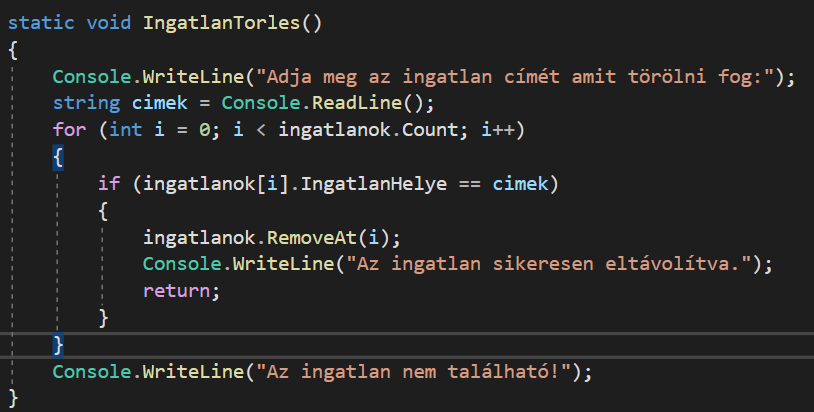 static void IngatlanTorles()
{
Console.WriteLine("Adja meg az ingatlan címét amit törölni fog:");
string cimek = Console.ReadLine();
for (int i = 0; i < ingatlanok.Count; i++)
{
if (ingatlanok[i].IngatlanHelye == cimek)
{
ingatlanok.RemoveAt(i);
Console.WriteLine("Az ingatlan sikeresen eltávolítva.");
return;
}
}
Console.WriteLine("Az ingatlan nem található!");
}